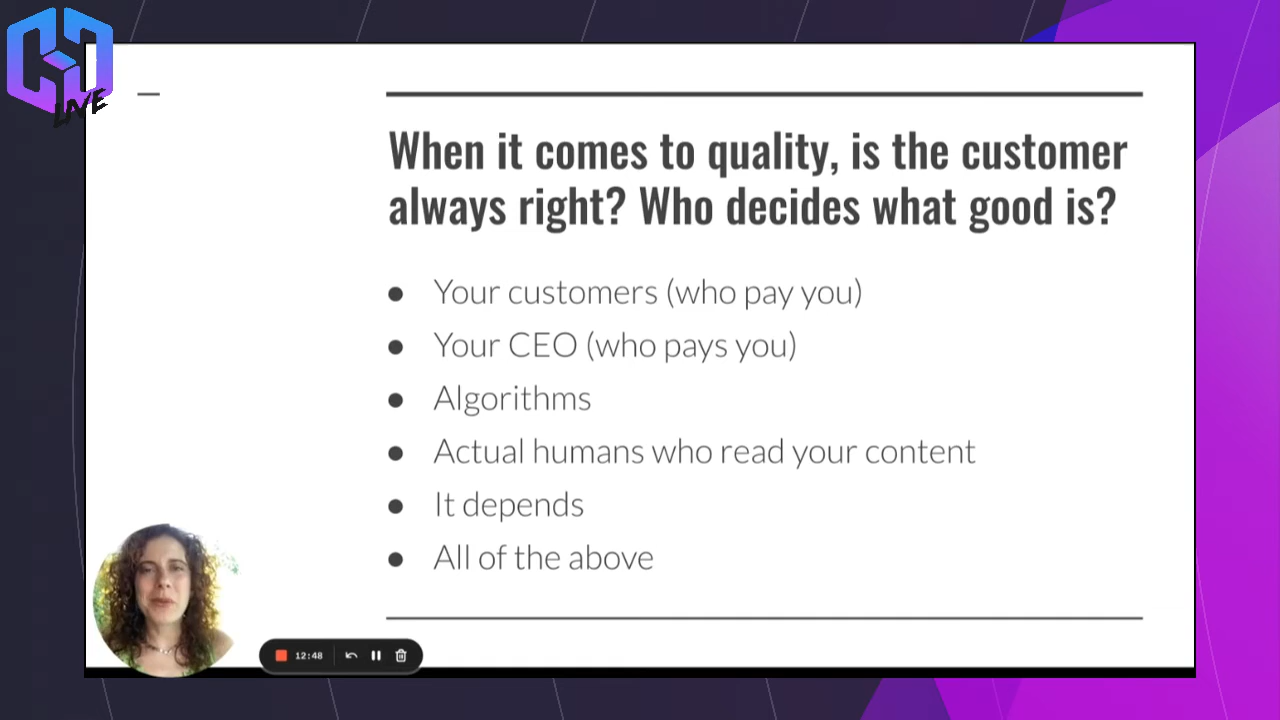 LIVE
When it comes to quality, is the customer
always right? Who decides what good is?
● Your customers (who pay you)
● Your CEO (who pays you)
● Algorithms
● Actual humans who read your content
● It depends
● All of the above
12:48